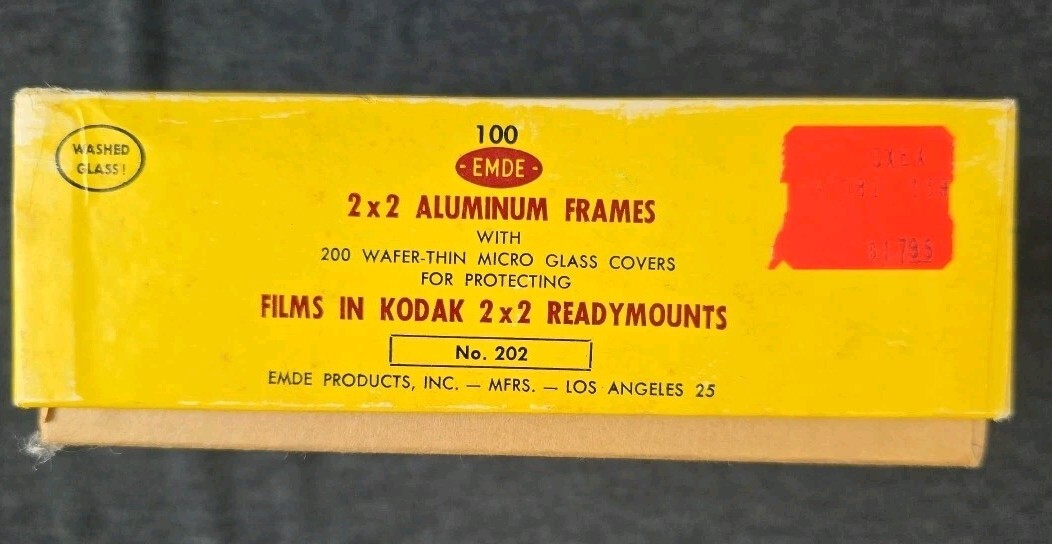 WASHED
GLASS!
100
- EMDE -
2x2 ALUMINUM FRAMES
WITH
200 WAFER-THIN MICRO GLASS COVERS
FOR PROTECTING
FILMS IN KODAK 2x2 READYMOUNTS
No. 202
EMDE PRODUCTS, INC. — MFRS. — LOS ANGELES 25